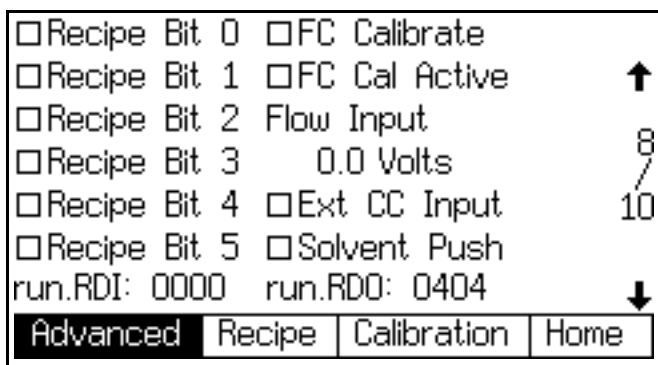 □Recipe Bit 0 □FC Calibrate
□Recipe Bit 1 □FC Cal Active ↑
□Recipe Bit 2 Flow Input
□Recipe Bit 3 0.0 Volts 8/10
□Recipe Bit 4 □Ext CC Input
□Recipe Bit 5 □Solvent Push
run.RDI: 0000 run.RDO: 0404 ↓
Advanced Recipe Calibration Home